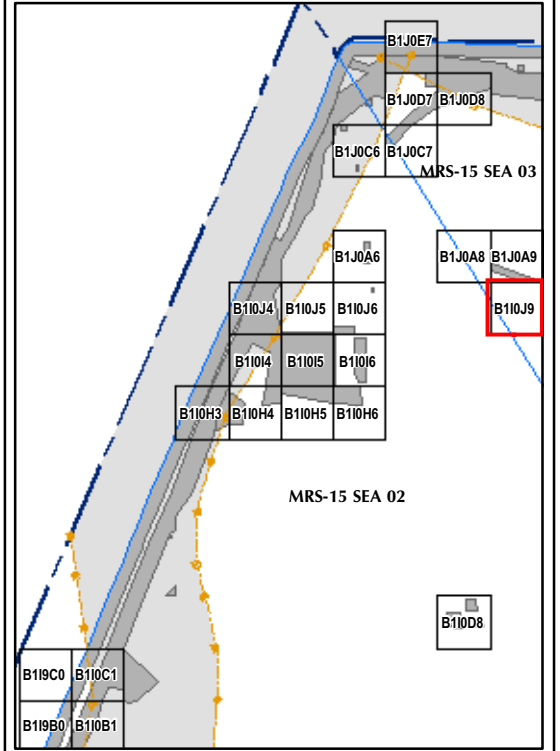 B1J0E7
B1J0D7 B1J0D8
B1J0C6 B1J0C7
MRS-15 SEA 03
B1J0A6 B1J0A8 B1J0A9
B1I0J4 B1I0J5 B1I0J6 B1I0J9
B1I0I4 B1I0I5 B1I0I6
B1I0H3 B1I0H4 B1I0H5 B1I0H6
MRS-15 SEA 02
B1I0D8
B1I9C0 B1I0C1
B1I9B0 B1I0B1